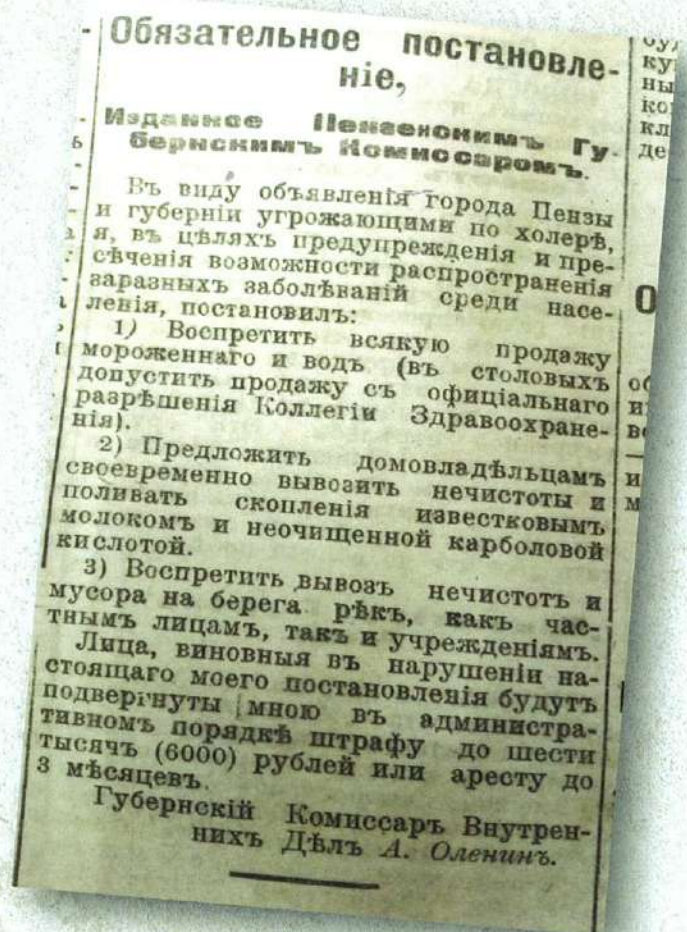 Обязательное постановле-
ніе,
Изданное Пензенскимъ Гу-
бернскимъ Комиссаромъ.
Въ виду объявленія города Пензы
и губерніи угрожающими по холерѣ,
я, въ цѣляхъ предупрежденія и пре-
сѣченія возможности распространенія
заразныхъ заболѣваній среди насе-
ленія, постановилъ:
1) Воспретить всякую продажу
мороженнаго и водъ (въ столовыхъ
допустить продажу съ официальнаго
разрѣшенія Коллегіи Здравоохране-
нія).
2) Предложить домовладѣльцамъ
своевременно вывозить нечистоты и
поливать скопленія известковымъ
молокомъ и неочищенной карболовой
кислотой.
3) Воспретить вывозъ нечистотъ и
мусора на берега рѣкъ, какъ час-
тнымъ лицамъ, такъ и учрежденіямъ.
Лица, виновныя въ нарушеніи на-
стоящаго моего постановленія будутъ
подвергнуты мною въ администра-
тивномъ порядкѣ штрафу до шести
тысячъ (6000) рублей или аресту до
3 мѣсяцевъ.
Губернскій Комиссаръ Внутрен-
нихъ Дѣлъ А. Оленинъ.